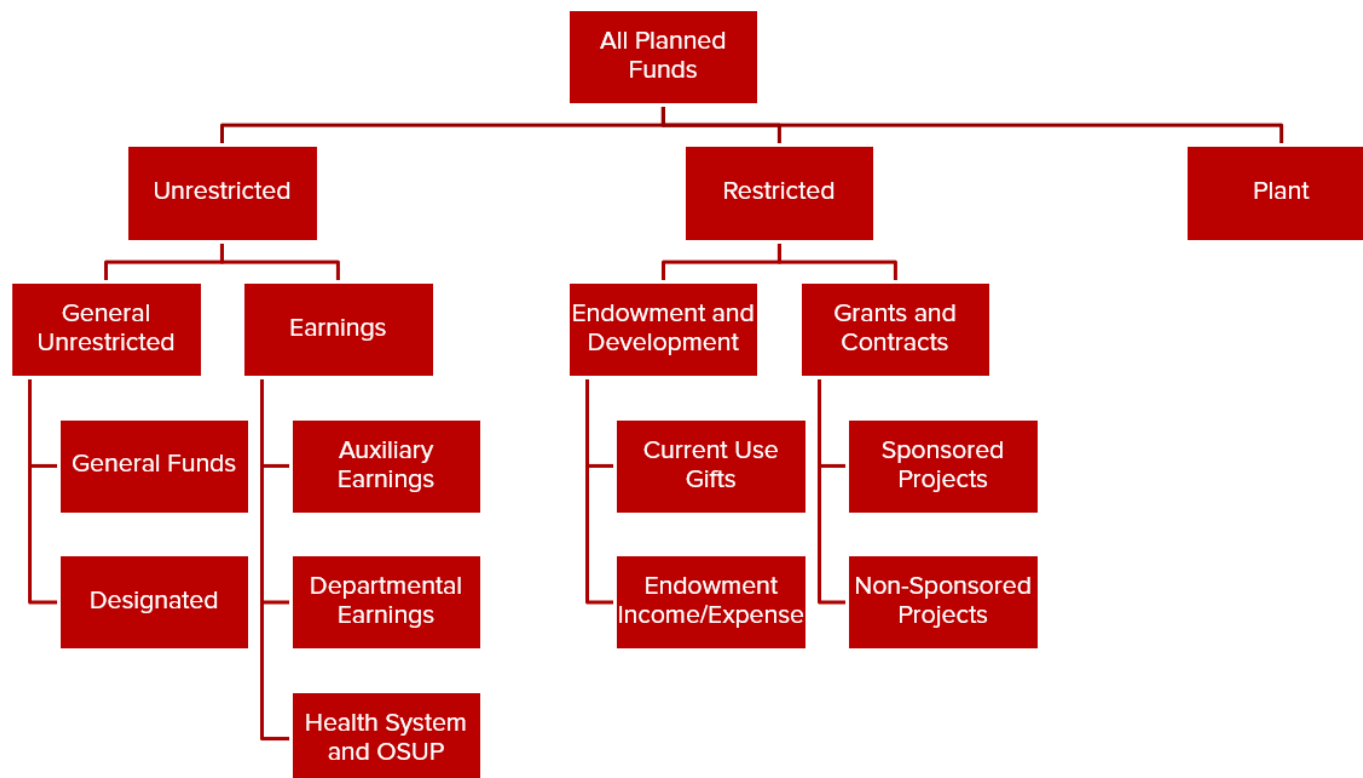 All Planned
Funds
Unrestricted
Restricted
Plant
General
Unrestricted
Earnings
Endowment and
Development
Grants and
Contracts
General Funds
Auxiliary
Earnings
Current Use
Gifts
Sponsored
Projects
Designated
Departmental
Earnings
Endowment
Income/Expense
Non-Sponsored
Projects
Health System
and OSUP